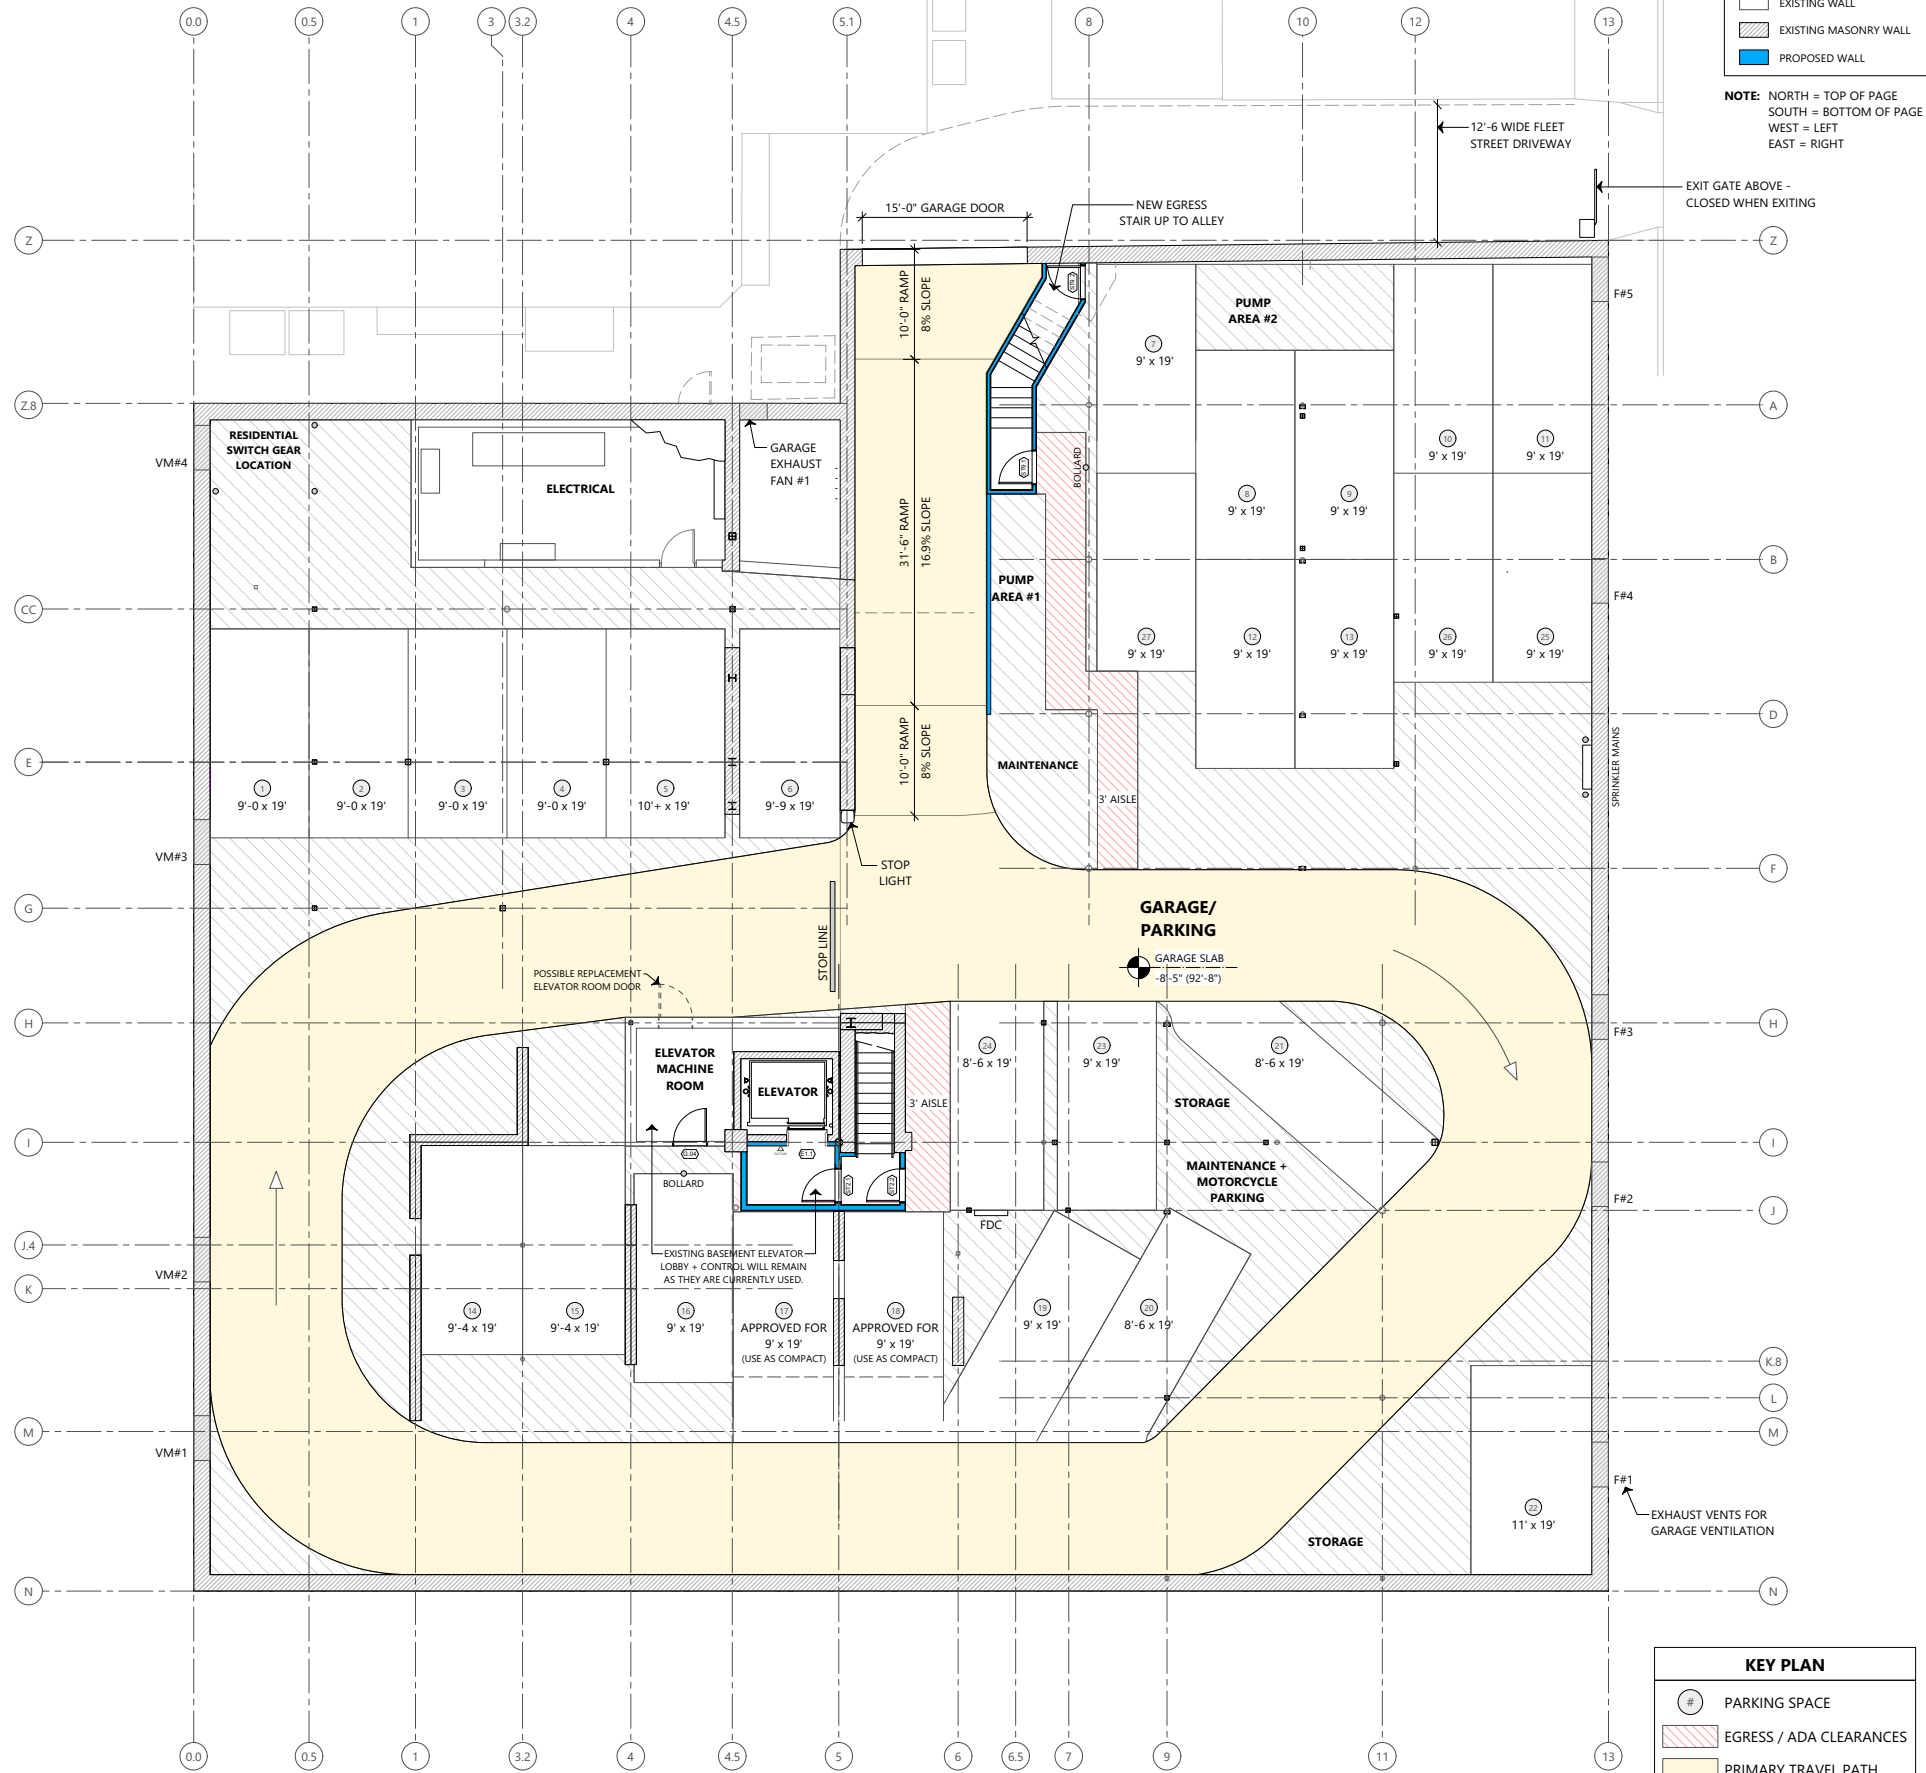 0.0
0.5
1
3
3.2
4
4.5
5.1
8
10
12
13
EXISTING WALL
EXISTING MASONRY WALL
PROPOSED WALL
NOTE: NORTH = TOP OF PAGE
SOUTH = BOTTOM OF PAGE
WEST = LEFT
EAST = RIGHT
12'-6 WIDE FLEET
STREET DRIVEWAY
EXIT GATE ABOVE -
CLOSED WHEN EXITING
15'-0" GARAGE DOOR
NEW EGRESS
STAIR UP TO ALLEY
Z
Z
10'-0" RAMP
8% SLOPE
ST9.2
PUMP
AREA #2
F#5
7
9' x 19'
Z.8
A
RESIDENTIAL
SWITCH GEAR
LOCATION
VM#4
ELECTRICAL
GARAGE
EXHAUST
FAN #1
BOLLARD
ST9.1
10
9' x 19'
11
9' x 19'
8
9' x 19'
9
9' x 19'
31'-6" RAMP
16.9% SLOPE
B
PUMP
AREA #1
F#4
CC
27
9' x 19'
12
9' x 19'
13
9' x 19'
26
9' x 19'
25
9' x 19'
D
10'-0" RAMP
8% SLOPE
MAINTENANCE
SPRINKLER MAINS
E
1
9'-0 x 19'
2
9'-0 x 19'
3
9'-0 x 19'
4
9'-0 x 19'
5
10'+ x 19'
6
9'-9 x 19'
3' AISLE
VM#3
STOP
LIGHT
F
G
GARAGE/
PARKING
STOP LINE
GARAGE SLAB
-8'-5" (92'-8")
POSSIBLE REPLACEMENT
ELEVATOR ROOM DOOR
H
H
F#3
ELEVATOR
MACHINE
ROOM
ELEVATOR
24
8'-6 x 19'
23
9' x 19'
21
8'-6 x 19'
3' AISLE
STORAGE
I
I
G.04
E1.1
BOLLARD
ST2.1
ST2.2
MAINTENANCE +
MOTORCYCLE
PARKING
F#2
J
FDC
J.4
EXISTING BASEMENT ELEVATOR
LOBBY + CONTROL WILL REMAIN
AS THEY ARE CURRENTLY USED.
VM#2
K
14
9'-4 x 19'
15
9'-4 x 19'
16
9' x 19'
17
APPROVED FOR
9' x 19'
(USE AS COMPACT)
18
APPROVED FOR
9' x 19'
(USE AS COMPACT)
19
9' x 19'
20
8'-6 x 19'
K.8
L
M
M
VM#1
F#1
22
11' x 19'
EXHAUST VENTS FOR
GARAGE VENTILATION
STORAGE
N
N
KEY PLAN
# PARKING SPACE
EGRESS / ADA CLEARANCES
PRIMARY TRAVEL PATH
0.0
0.5
1
3.2
4
4.5
5
6
6.5
7
9
11
13